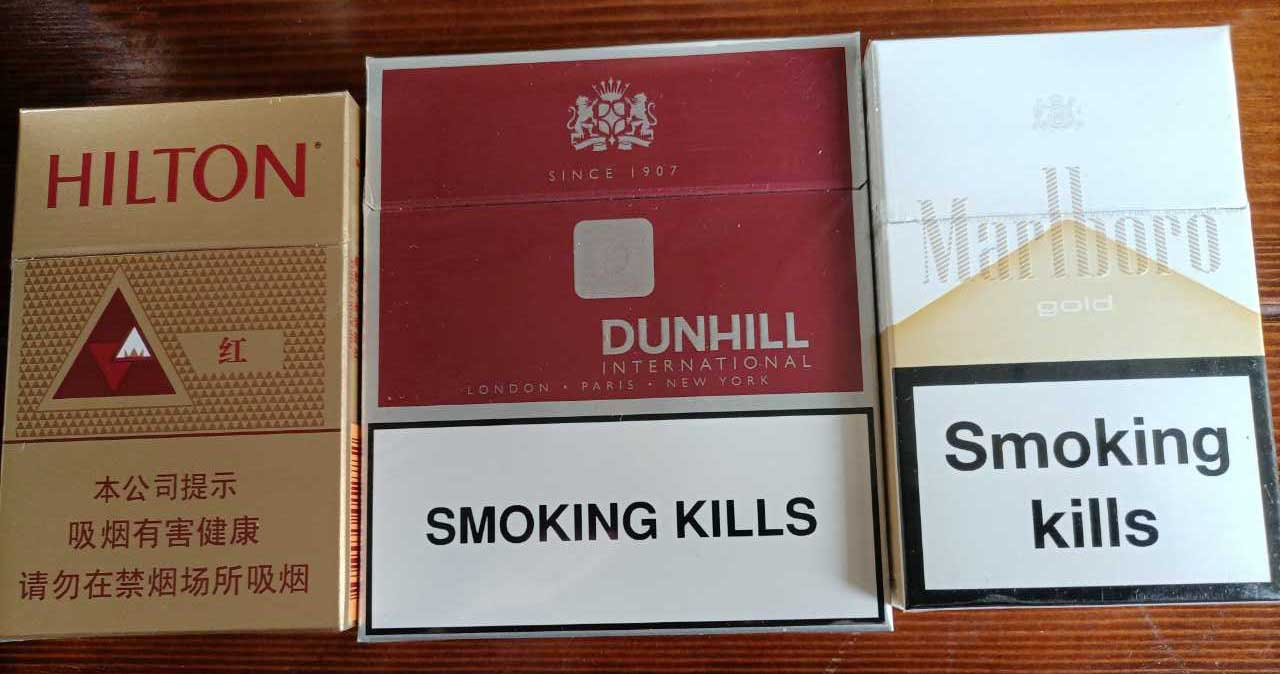 HILTON
红
本公司提示
吸烟有害健康
请勿在禁烟场所吸烟
SINCE 1907
DUNHILL
INTERNATIONAL
LONDON • PARIS • NEW YORK
SMOKING KILLS
Marlboro
gold
Smoking
kills